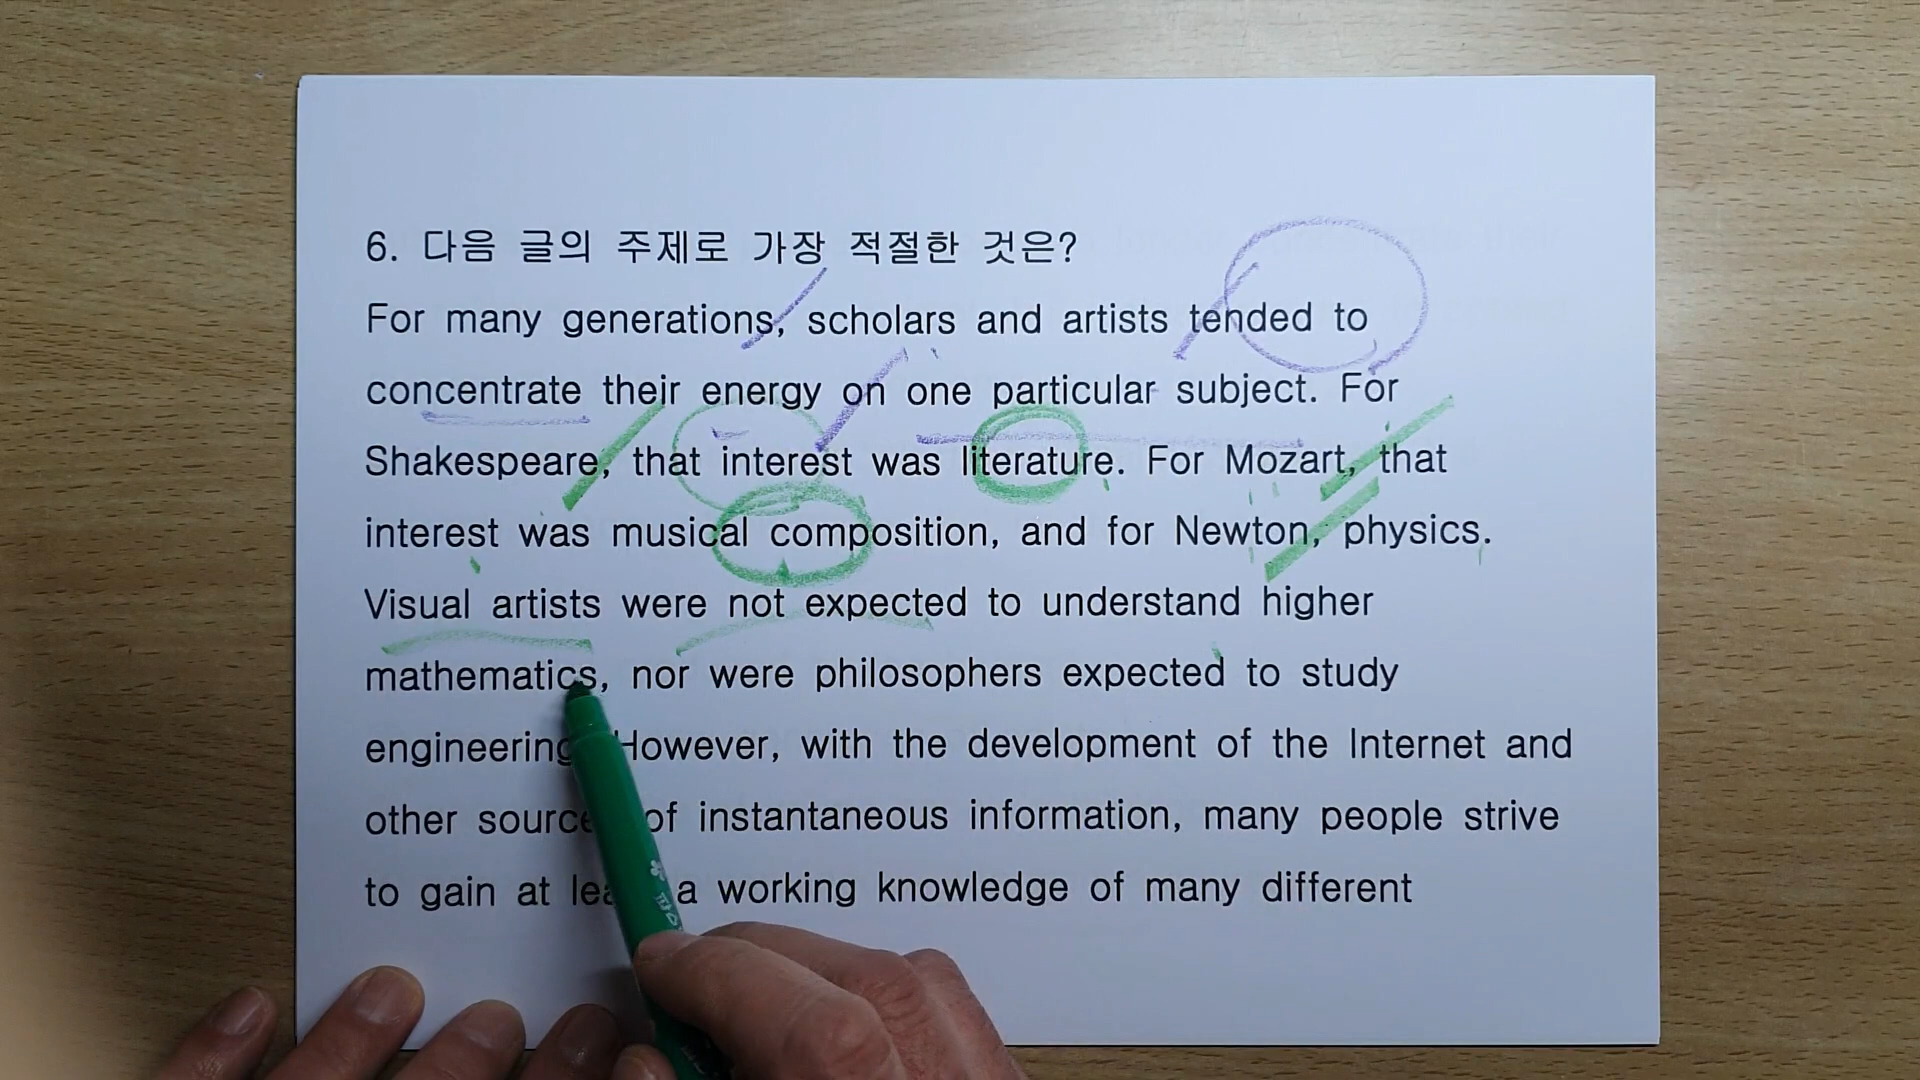 6. 다음 글의 주제로 가장 적절한 것은?
For many generations, scholars and artists tended to
concentrate their energy on one particular subject. For
Shakespeare, that interest was literature. For Mozart, that
interest was musical composition, and for Newton, physics.
Visual artists were not expected to understand higher
mathematics, nor were philosophers expected to study
engineering However, with the development of the Internet and
other of instantaneous information, many people strive
to gain at a working knowledge of many different